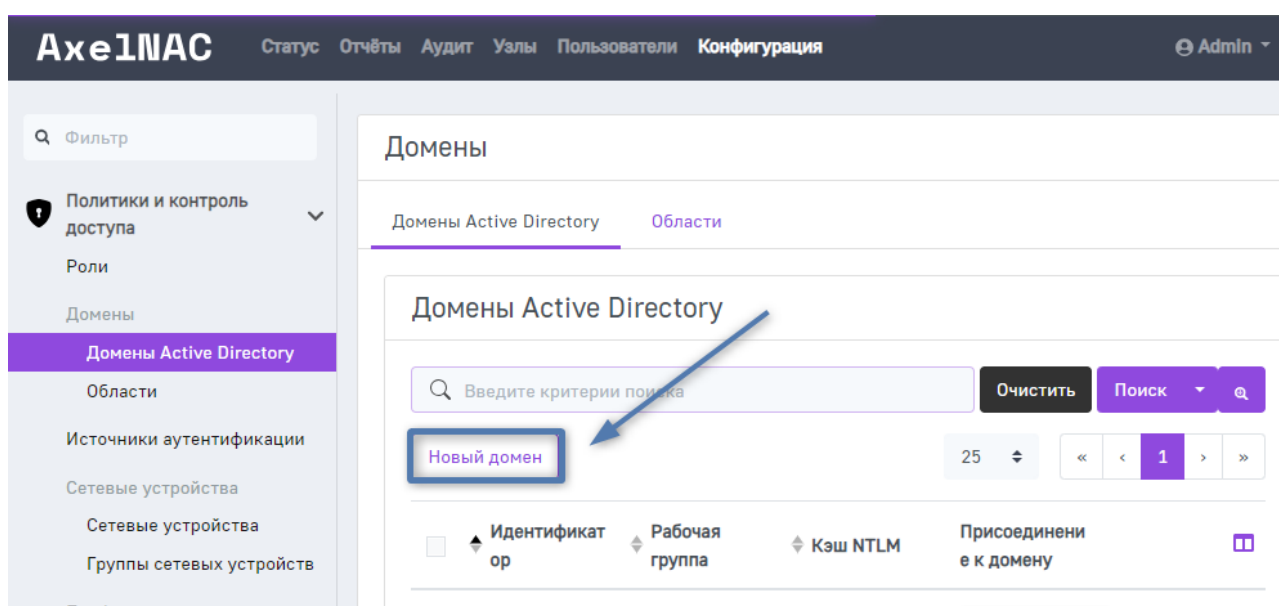 AxelNAC Статус Отчёты Аудит Узлы Пользователи Конфигурация Admin
Фильтр
Политики и контроль
доступа
Роли
Домены
Домены Active Directory
Области
Источники аутентификации
Сетевые устройства
Сетевые устройства
Группы сетевых устройств
Домены
Домены Active Directory Области
Домены Active Directory
Введите критерии поиска Очистить Поиск
Новый домен 25 « ‹ 1 › »
Идентификат
ор
Рабочая
группа
Кэш NTLM
Присоединени
е к домену